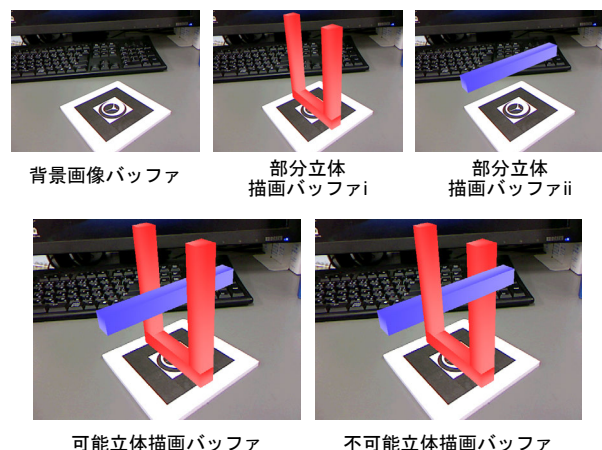 背景画像バッファ
部分立体
描画バッファi
部分立体
描画バッファii
可能立体描画バッファ
不可能立体描画バッファ